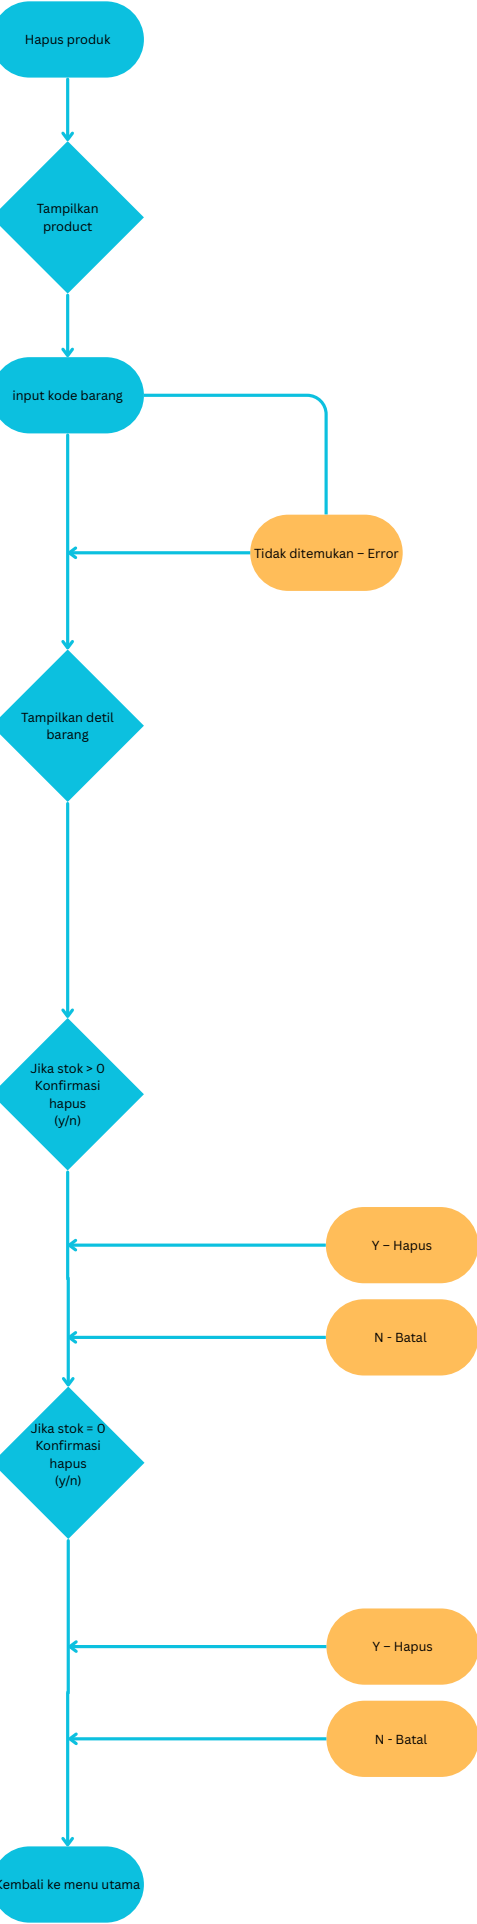 Hapus produk
Tampilkan
product
input kode barang
Tidak ditemukan – Error
Tampilkan detil
barang
Jika stok > 0
Konfirmasi
hapus
(y/n)
Y – Hapus
N - Batal
Jika stok = 0
Konfirmasi
hapus
(y/n)
Y – Hapus
N - Batal
Kembali ke menu utama